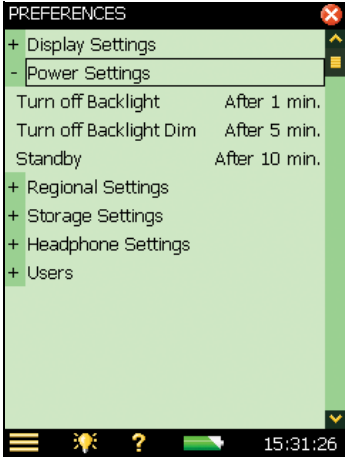 PREFERENCES
+ Display Settings
- Power Settings
Turn off Backlight After 1 min.
Turn off Backlight Dim After 5 min.
Standby After 10 min.
+ Regional Settings
+ Storage Settings
+ Headphone Settings
+ Users
? 15:31:26